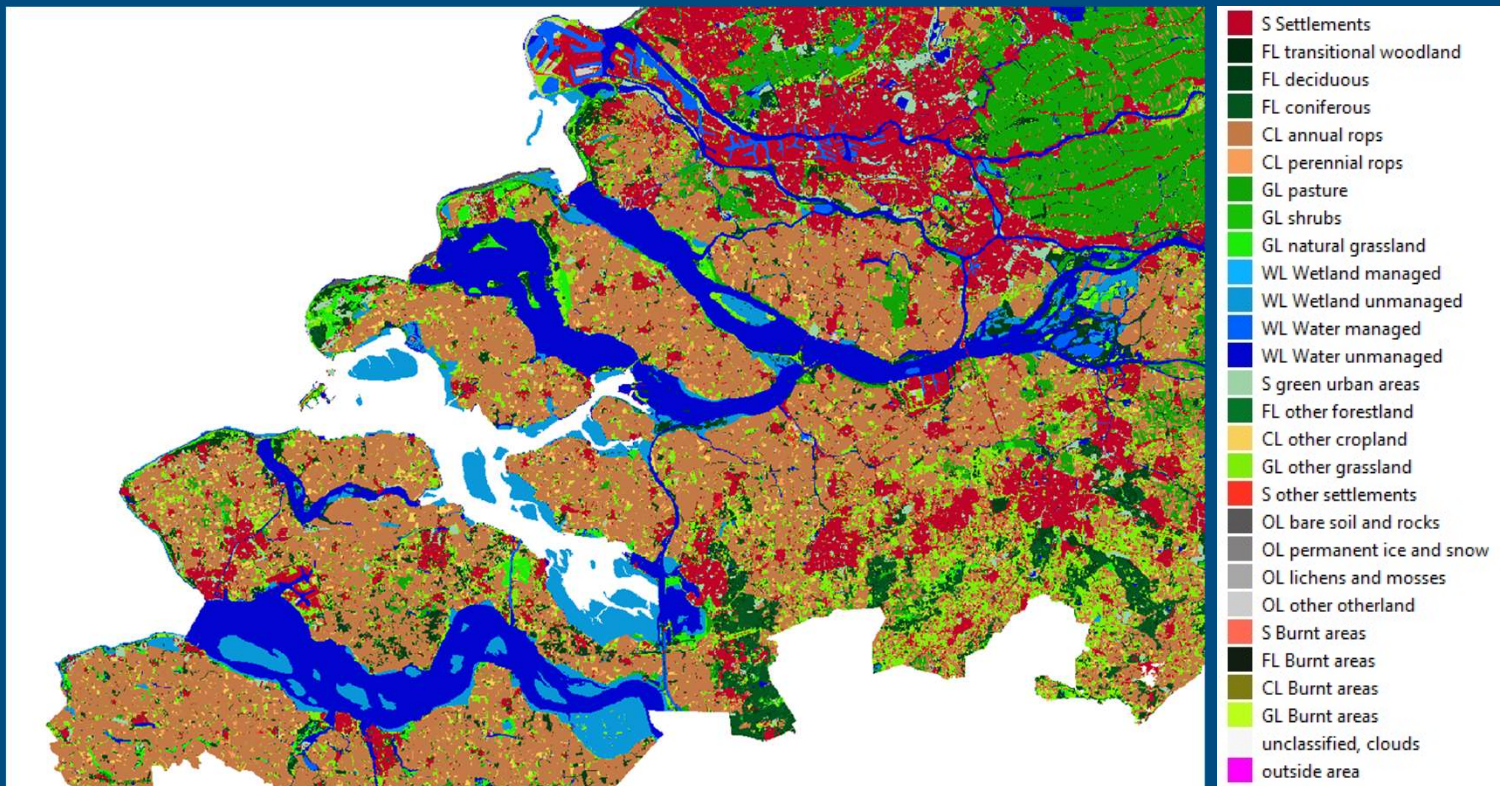 S Settlements
FL transitional woodland
FL deciduous
FL coniferous
CL annual rops
CL perennial rops
GL pasture
GL shrubs
GL natural grassland
WL Wetland managed
WL Wetland unmanaged
WL Water managed
WL Water unmanaged
S green urban areas
FL other forestland
CL other cropland
GL other grassland
S other settlements
OL bare soil and rocks
OL permanent ice and snow
OL lichens and mosses
OL other otherland
S Burnt areas
FL Burnt areas
CL Burnt areas
GL Burnt areas
unclassified, clouds
outside area